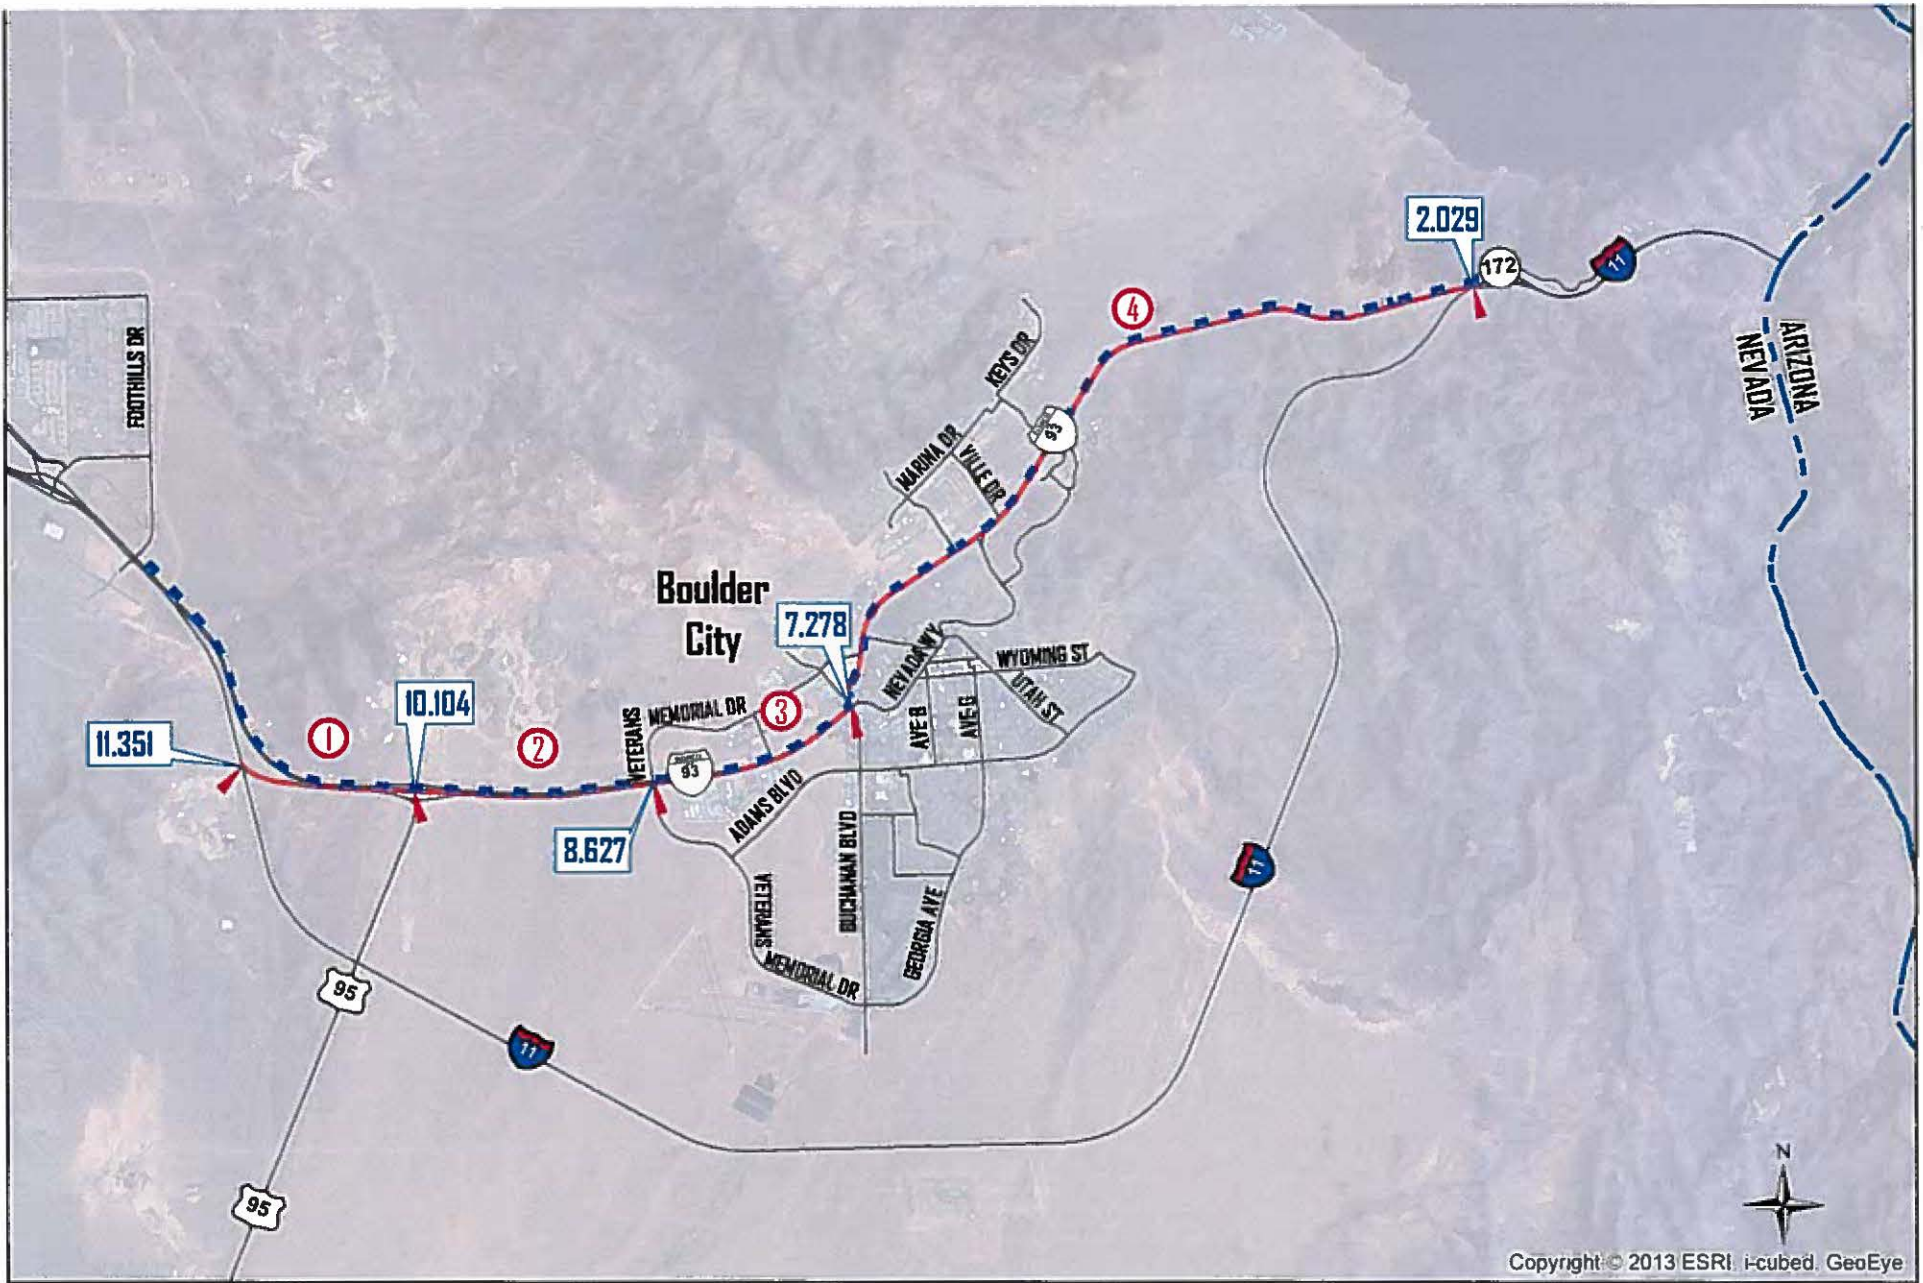 2.029
172
11
4
ARIZONA
NEVADA
FOOTHILLS DR
KEYS DR
93
MARINA DR
VILLE DR
Boulder
City
7.278
NEVADA WY
WYOMING ST
UTAH ST
10.104
MEMORIAL DR
3
AVE B
AVE G
11.351
1
2
VETERANS
93
ADAMS BLVD
8.627
BUCHANAN BLVD
11
VETERANS
MEMORIAL DR
GEORGIA AVE
95
11
95
N
Copyright © 2013 ESRI, i-cubed, GeoEye